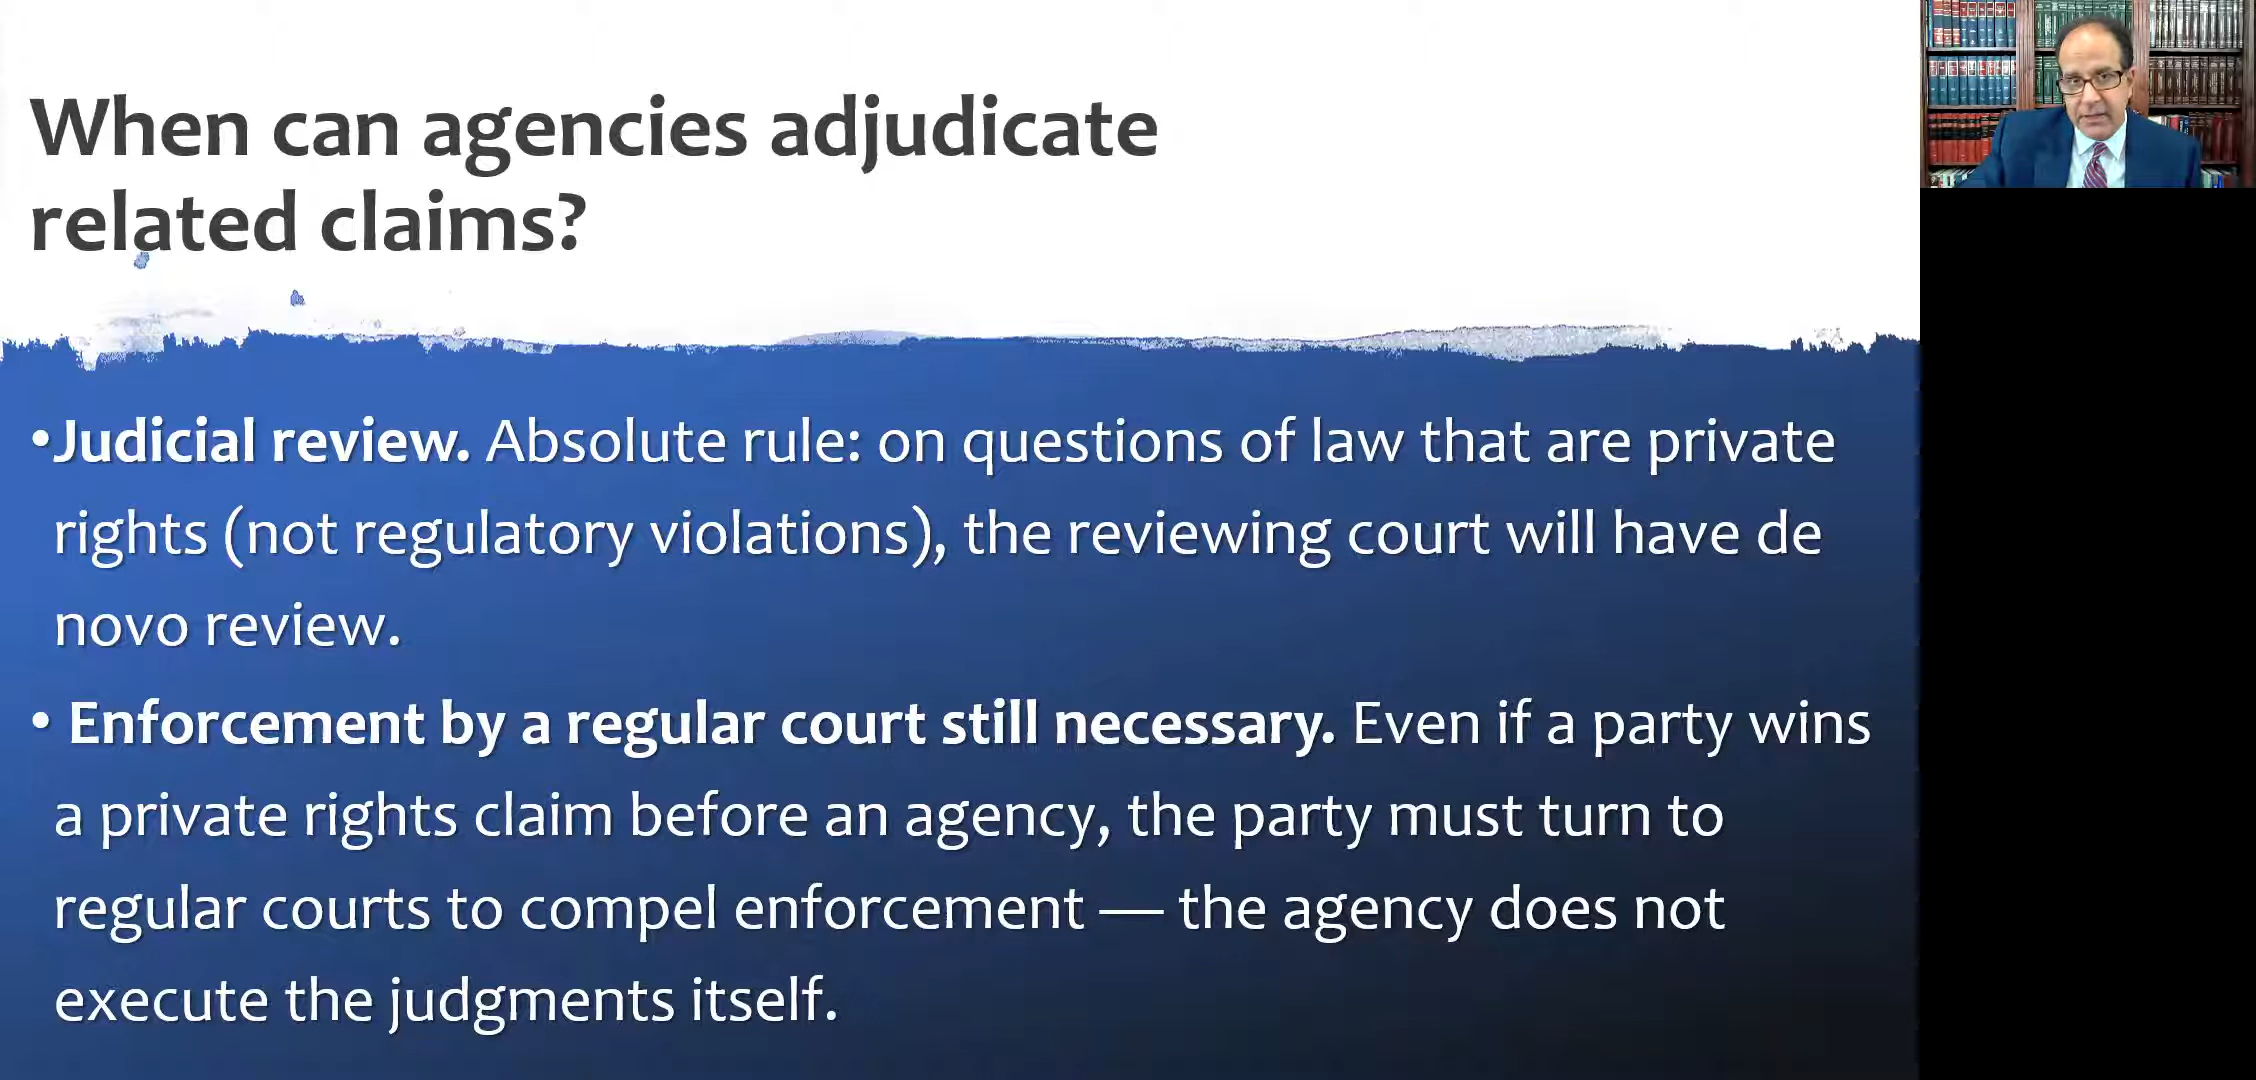 When can agencies adjudicate
related claims?
•Judicial review. Absolute rule: on questions of law that are private
rights (not regulatory violations), the reviewing court will have de
novo review.
• Enforcement by a regular court still necessary. Even if a party wins
a private rights claim before an agency, the party must turn to
regular courts to compel enforcement — the agency does not
execute the judgments itself.